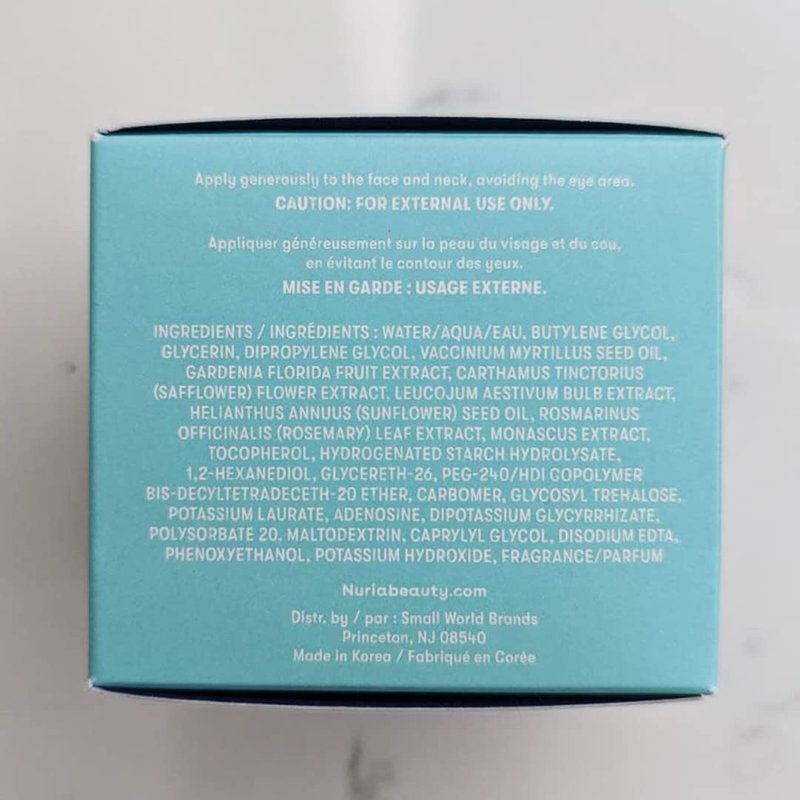 Apply generously to the face and neck, avoiding the eye area.
CAUTION: FOR EXTERNAL USE ONLY.
Appliquer généreusement sur la peau du visage et du cou,
en évitant le contour des yeux.
MISE EN GARDE : USAGE EXTERNE.
INGREDIENTS / INGRÉDIENTS : WATER/AQUA/EAU, BUTYLENE GLYCOL,
GLYCERIN, DIPROPYLENE GLYCOL, VACCINIUM MYRTILLUS SEED OIL,
GARDENIA FLORIDA FRUIT EXTRACT, CARTHAMUS TINCTORIUS
(SAFFLOWER) FLOWER EXTRACT, LEUCOJUM AESTIVUM BULB EXTRACT,
HELIANTHUS ANNUUS (SUNFLOWER) SEED OIL, ROSMARINUS
OFFICINALIS (ROSEMARY) LEAF EXTRACT, MONASCUS EXTRACT,
TOCOPHEROL, HYDROGENATED STARCH HYDROLYSATE,
1,2-HEXANEDIOL, GLYCERETH-26, PEG-240/HDI COPOLYMER
BIS-DECYLTETRADECETH-20 ETHER, CARBOMER, GLYCOSYL TREHALOSE,
POTASSIUM LAURATE, ADENOSINE, DIPOTASSIUM GLYCYRRHIZATE,
POLYSORBATE 20, MALTODEXTRIN, CAPRYLYL GLYCOL, DISODIUM EDTA,
PHENOXYETHANOL, POTASSIUM HYDROXIDE, FRAGRANCE/PARFUM
Nuriabeauty.com
Distr. by / par : Small World Brands
Princeton, NJ 08540
Made in Korea / Fabriqué en Corée